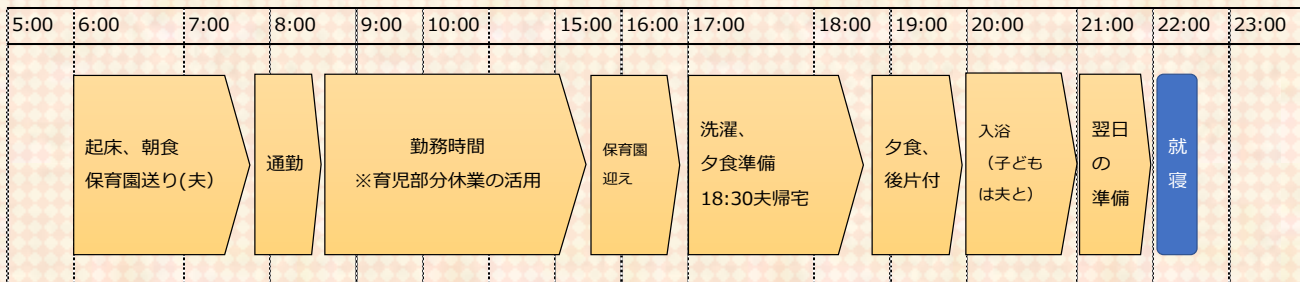 5:00 6:00 7:00 8:00 9:00 10:00 15:00 16:00 17:00 18:00 19:00 20:00 21:00 22:00 23:00
起床、朝食
保育園送り(夫）
通勤
勤務時間
※育児部分休業の活用
保育園
迎え
洗濯、
夕食準備
18:30夫帰宅
夕食、
後片付
入浴
（子ども
は夫と）
翌日
の
準備
就
寝